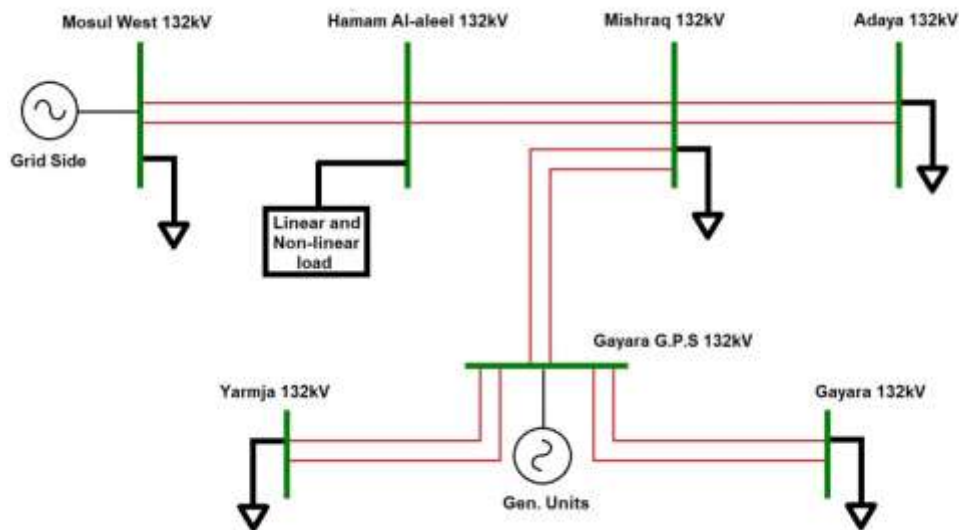 Mosul West 132kV
Hamam Al-aleel 132kV
Mishraq 132kV
Adaya 132kV
Grid Side
Linear and
Non-linear
load
Gayara G.P.S 132kV
Yarmja 132kV
Gayara 132kV
Gen. Units